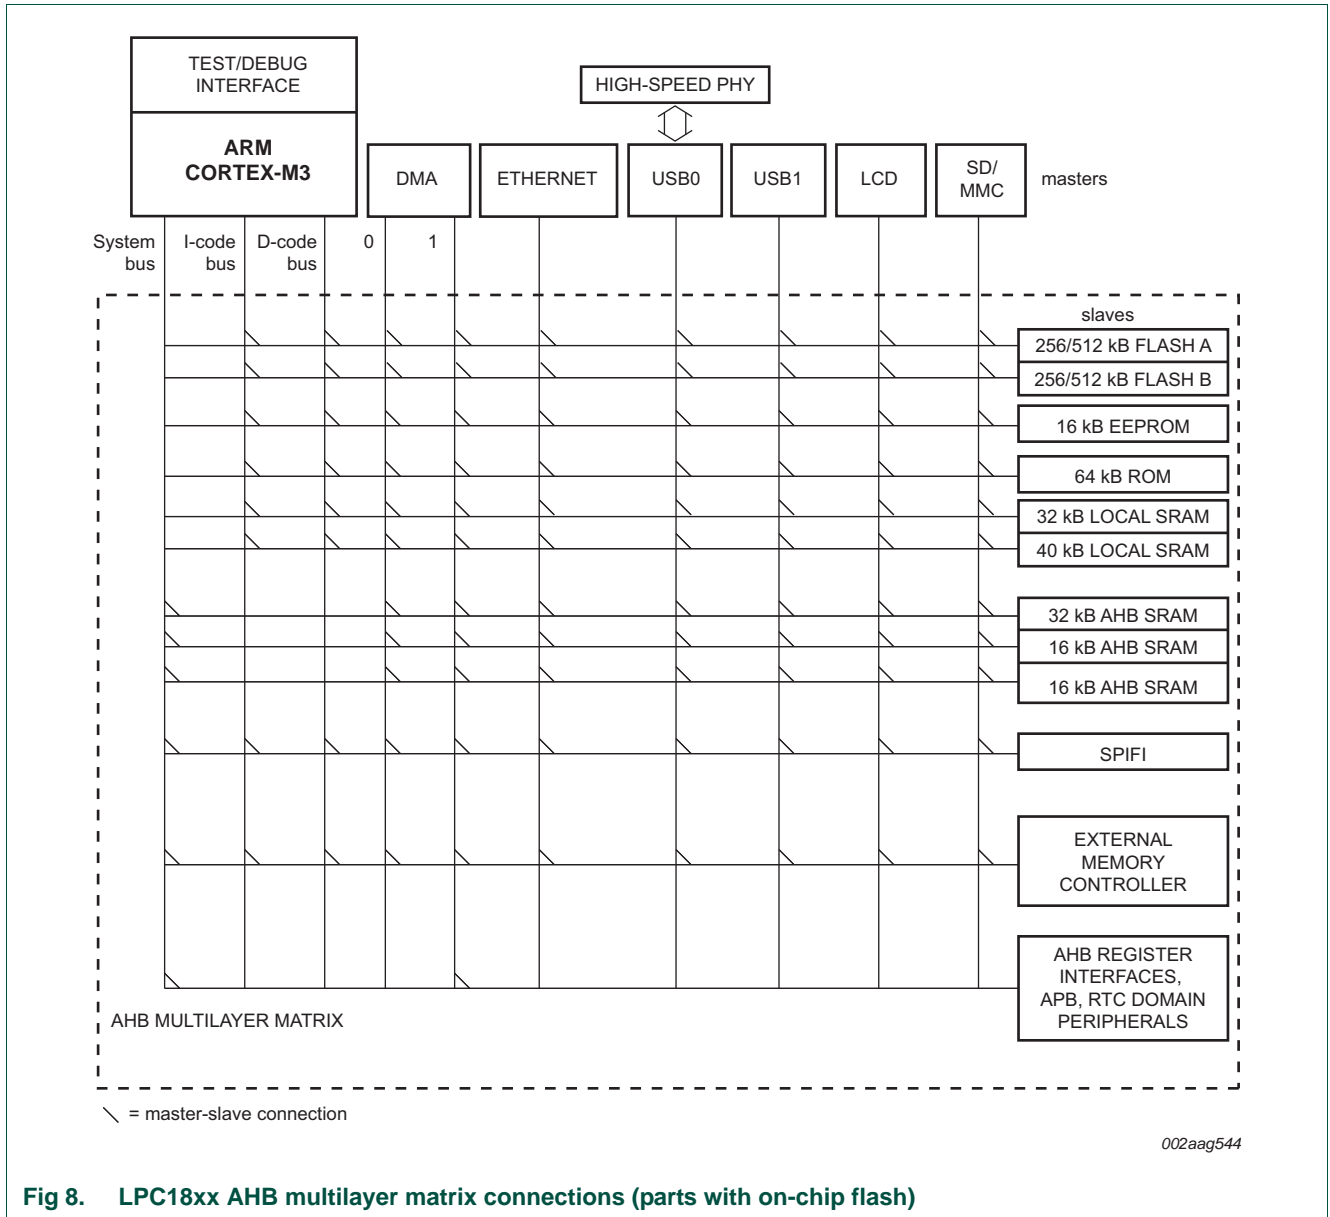 TEST/DEBUG
INTERFACE
HIGH-SPEED PHY
ARM
CORTEX-M3
DMA
ETHERNET
USB0
USB1
LCD
SD/
MMC
masters
System
bus
I-code
bus
D-code
bus
0
1
slaves
256/512 kB FLASH A
256/512 kB FLASH B
16 kB EEPROM
64 kB ROM
32 kB LOCAL SRAM
40 kB LOCAL SRAM
32 kB AHB SRAM
16 kB AHB SRAM
16 kB AHB SRAM
SPIFI
EXTERNAL
MEMORY
CONTROLLER
AHB REGISTER
INTERFACES,
APB, RTC DOMAIN
PERIPHERALS
AHB MULTILAYER MATRIX
= master-slave connection
002aag544
Fig 8. LPC18xx AHB multilayer matrix connections (parts with on-chip flash)